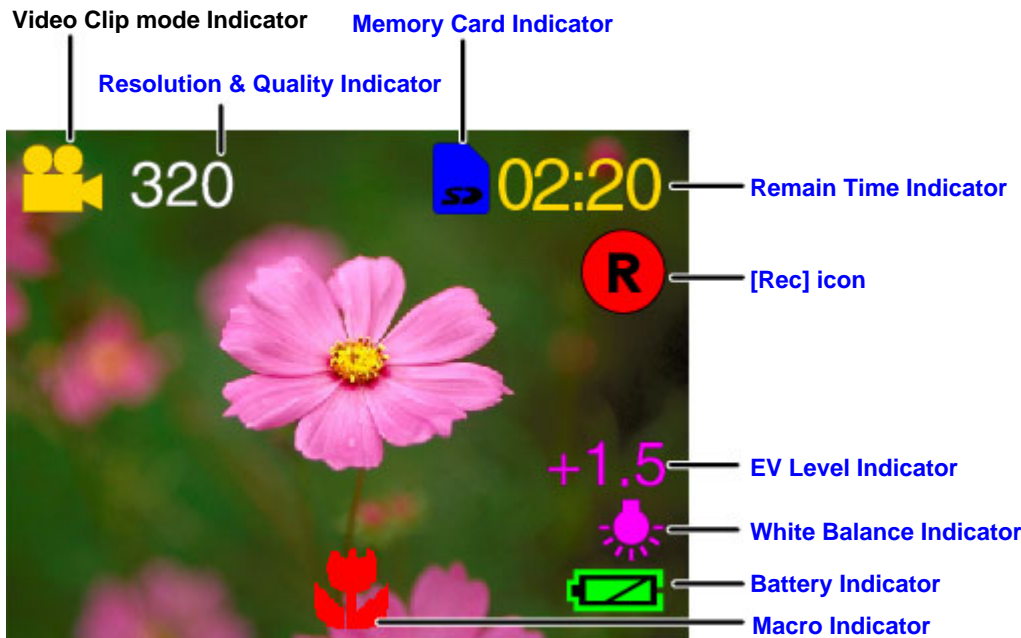 Video Clip mode Indicator
Memory Card Indicator
Resolution & Quality Indicator
320
SD
02:20
Remain Time Indicator
R
[Rec] icon
+1.5
EV Level Indicator
White Balance Indicator
Battery Indicator
Macro Indicator